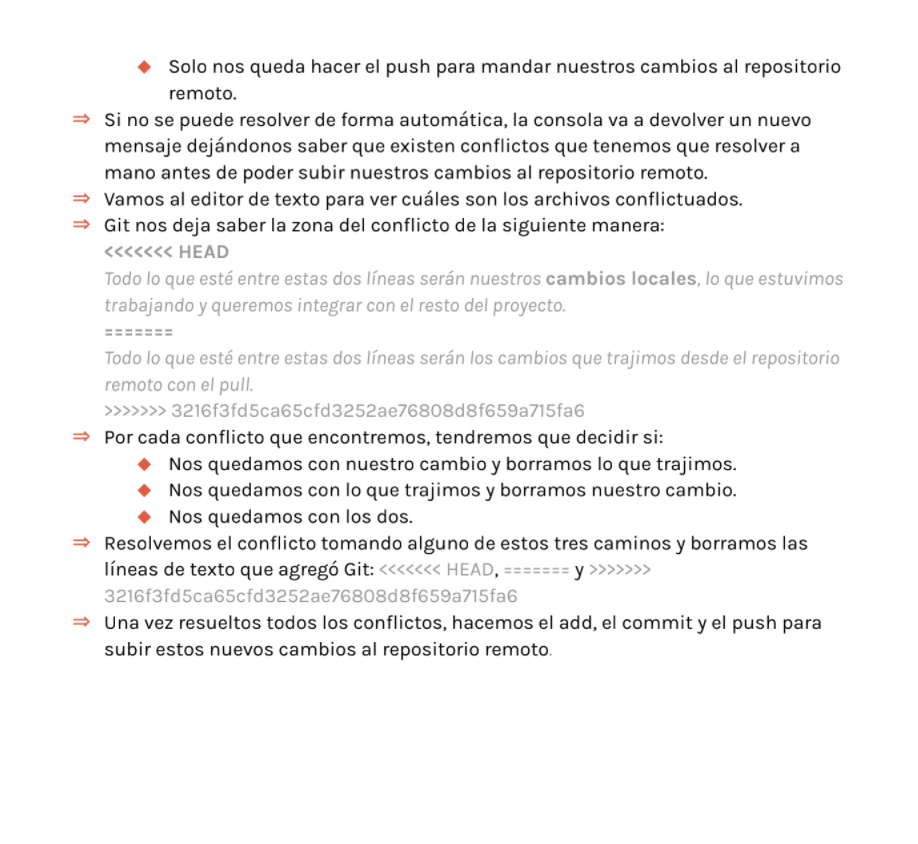 ◆ Solo nos queda hacer el push para mandar nuestros cambios al repositorio
remoto.
⇒ Si no se puede resolver de forma automática, la consola va a devolver un nuevo
mensaje dejándonos saber que existen conflictos que tenemos que resolver a
mano antes de poder subir nuestros cambios al repositorio remoto.
⇒ Vamos al editor de texto para ver cuáles son los archivos conflictuados.
⇒ Git nos deja saber la zona del conflicto de la siguiente manera:
<<<<<<< HEAD
Todo lo que esté entre estas dos líneas serán nuestros cambios locales, lo que estuvimos
trabajando y queremos integrar con el resto del proyecto.
=======
Todo lo que esté entre estas dos líneas serán los cambios que trajimos desde el repositorio
remoto con el pull.
>>>>>>> 3216f3fd5ca65cfd3252ae76808d8f659a715fa6
⇒ Por cada conflicto que encontremos, tendremos que decidir si:
◆ Nos quedamos con nuestro cambio y borramos lo que trajimos.
◆ Nos quedamos con lo que trajimos y borramos nuestro cambio.
◆ Nos quedamos con los dos.
⇒ Resolvemos el conflicto tomando alguno de estos tres caminos y borramos las
líneas de texto que agregó Git: <<<<<<< HEAD, ======= y >>>>>>>
3216f3fd5ca65cfd3252ae76808d8f659a715fa6
⇒ Una vez resueltos todos los conflictos, hacemos el add, el commit y el push para
subir estos nuevos cambios al repositorio remoto.